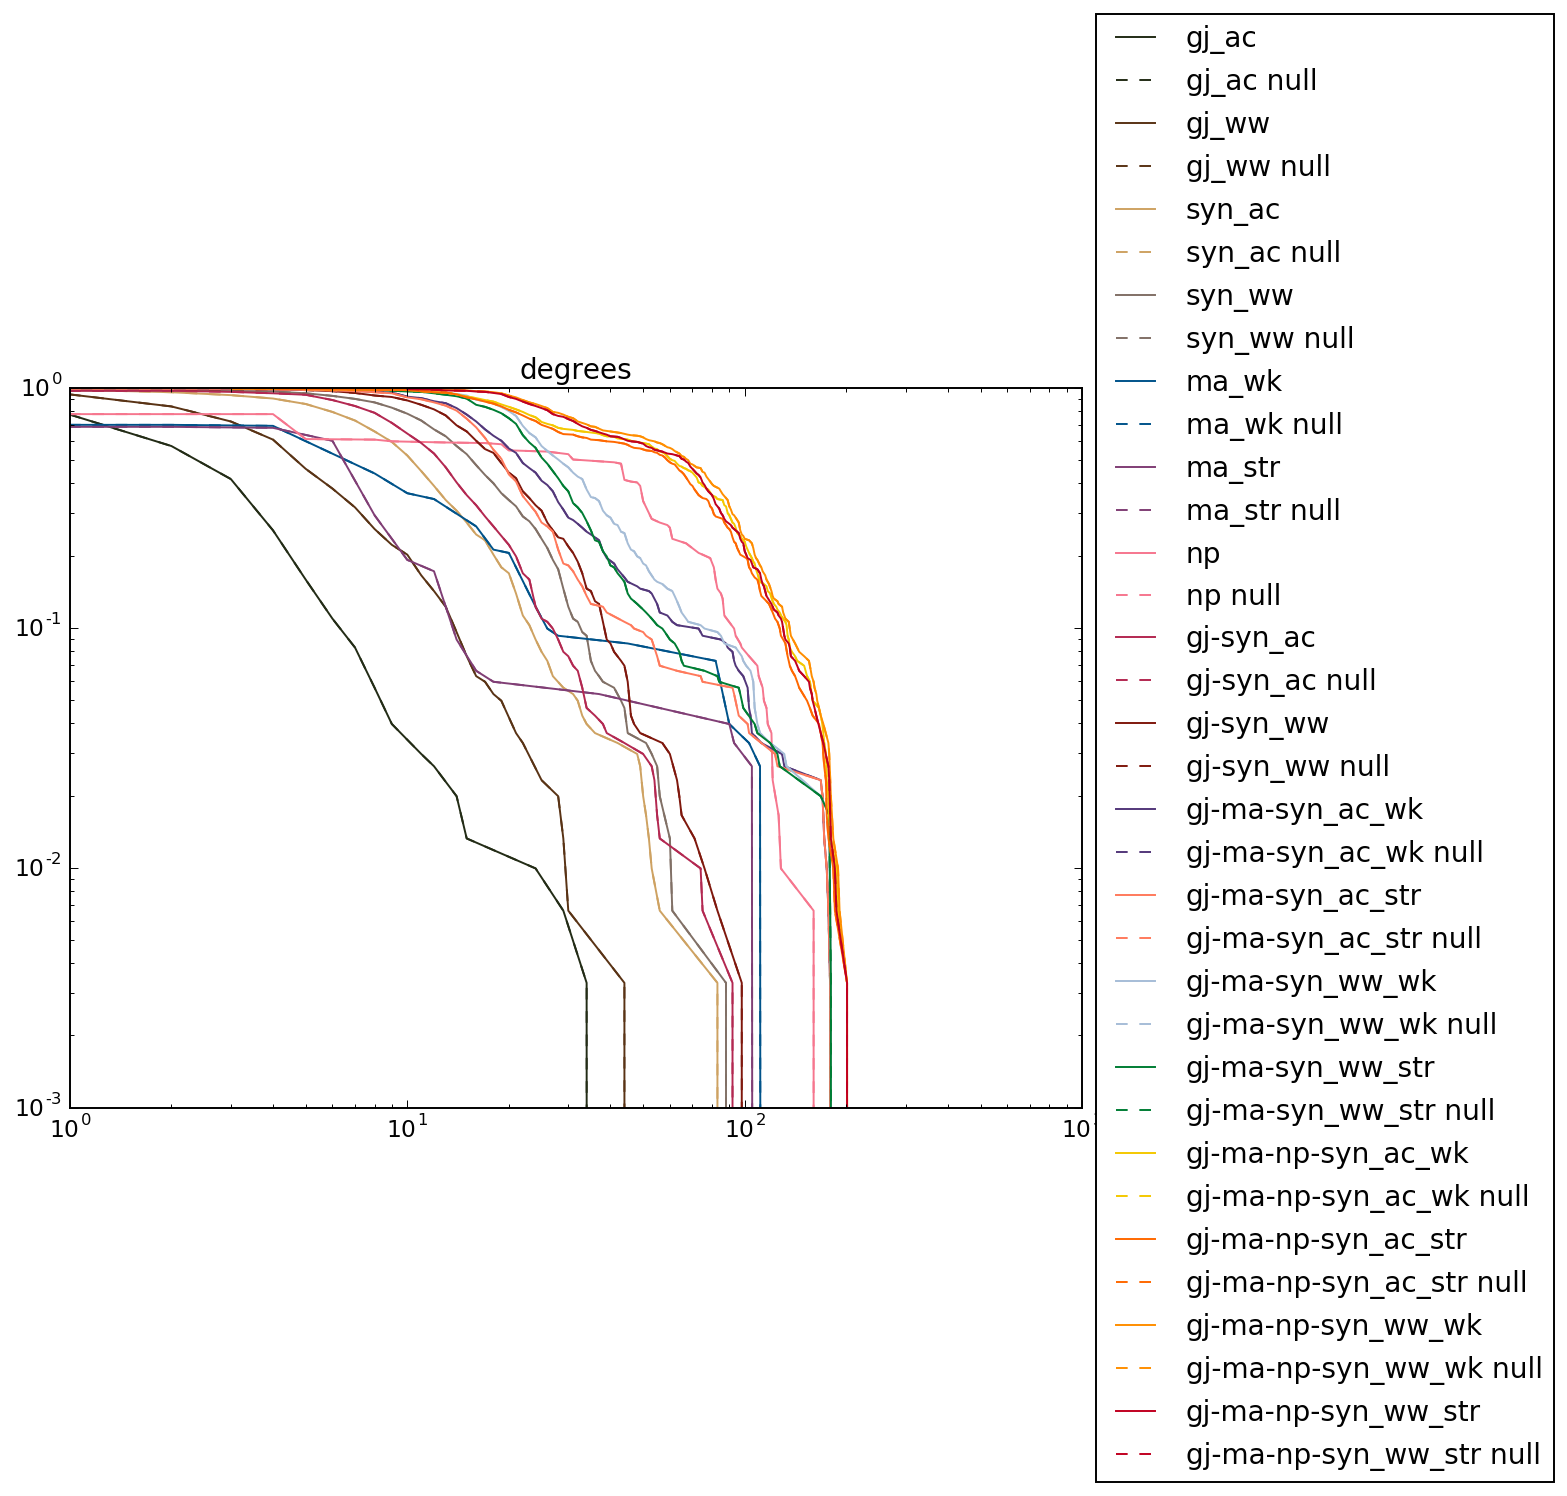 degrees
10^0
10^-1
10^-2
10^-3
10^0
10^1
10^2
gj_ac
gj_ac null
gj_ww
gj_ww null
syn_ac
syn_ac null
syn_ww
syn_ww null
ma_wk
ma_wk null
ma_str
ma_str null
np
np null
gj-syn_ac
gj-syn_ac null
gj-syn_ww
gj-syn_ww null
gj-ma-syn_ac_wk
gj-ma-syn_ac_wk null
gj-ma-syn_ac_str
gj-ma-syn_ac_str null
gj-ma-syn_ww_wk
gj-ma-syn_ww_wk null
gj-ma-syn_ww_str
gj-ma-syn_ww_str null
gj-ma-np-syn_ac_wk
gj-ma-np-syn_ac_wk null
gj-ma-np-syn_ac_str
gj-ma-np-syn_ac_str null
gj-ma-np-syn_ww_wk
gj-ma-np-syn_ww_wk null
gj-ma-np-syn_ww_str
gj-ma-np-syn_ww_str null